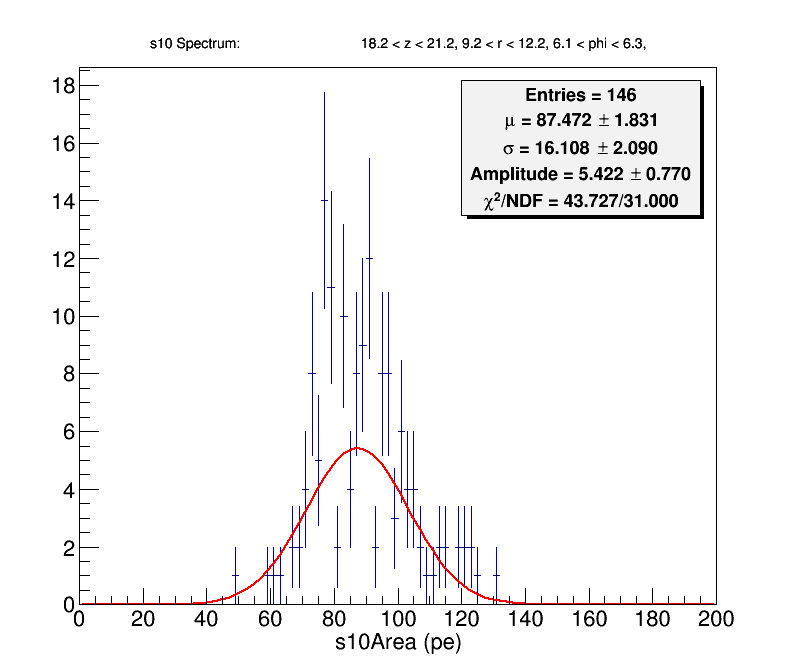 s10 Spectrum: 18.2 < z < 21.2, 9.2 < r < 12.2, 6.1 < phi < 6.3,
Entries = 146
μ = 87.472 ± 1.831
σ = 16.108 ± 2.090
Amplitude = 5.422 ± 0.770
χ²/NDF = 43.727/31.000
18
16
14
12
10
8
6
4
2
0
0 20 40 60 80 100 120 140 160 180 200
s10Area (pe)